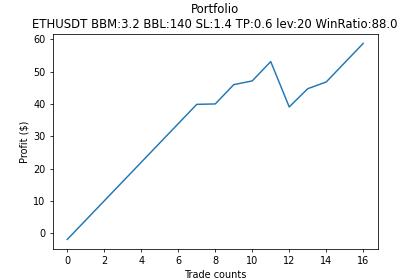 Portfolio
ETHUSDT BBM:3.2 BBL:140 SL:1.4 TP:0.6 lev:20 WinRatio:88.0
60
50
40
30
20
10
0
Profit ($)
0 2 4 6 8 10 12 14 16
Trade counts